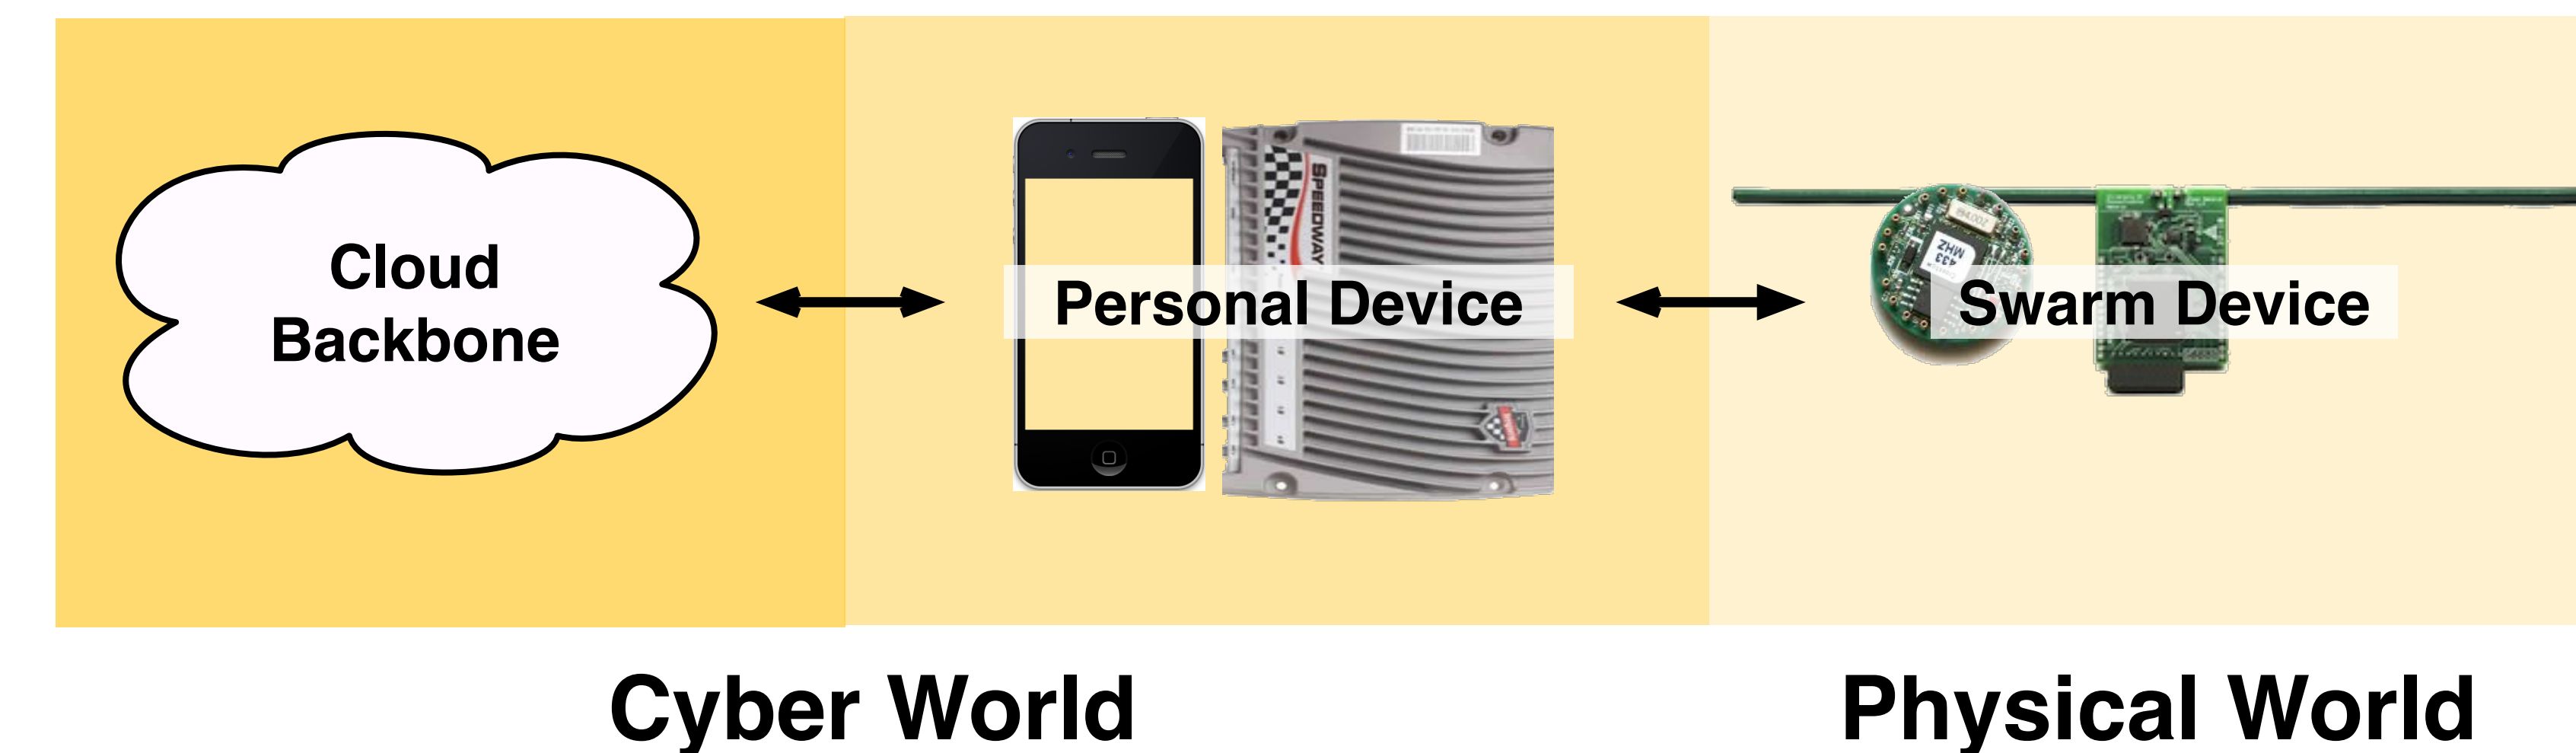 Cloud
Backbone
SPEEDWAY
Personal Device
433
MHZ
Swarm Device
Cyber World
Physical World